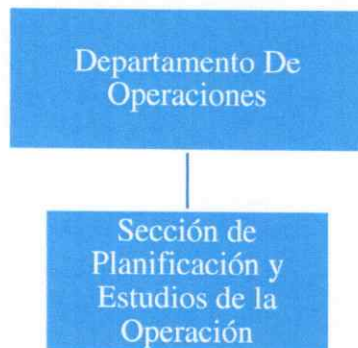 Departamento De
Operaciones
Sección de
Planificación y
Estudios de la
Operación